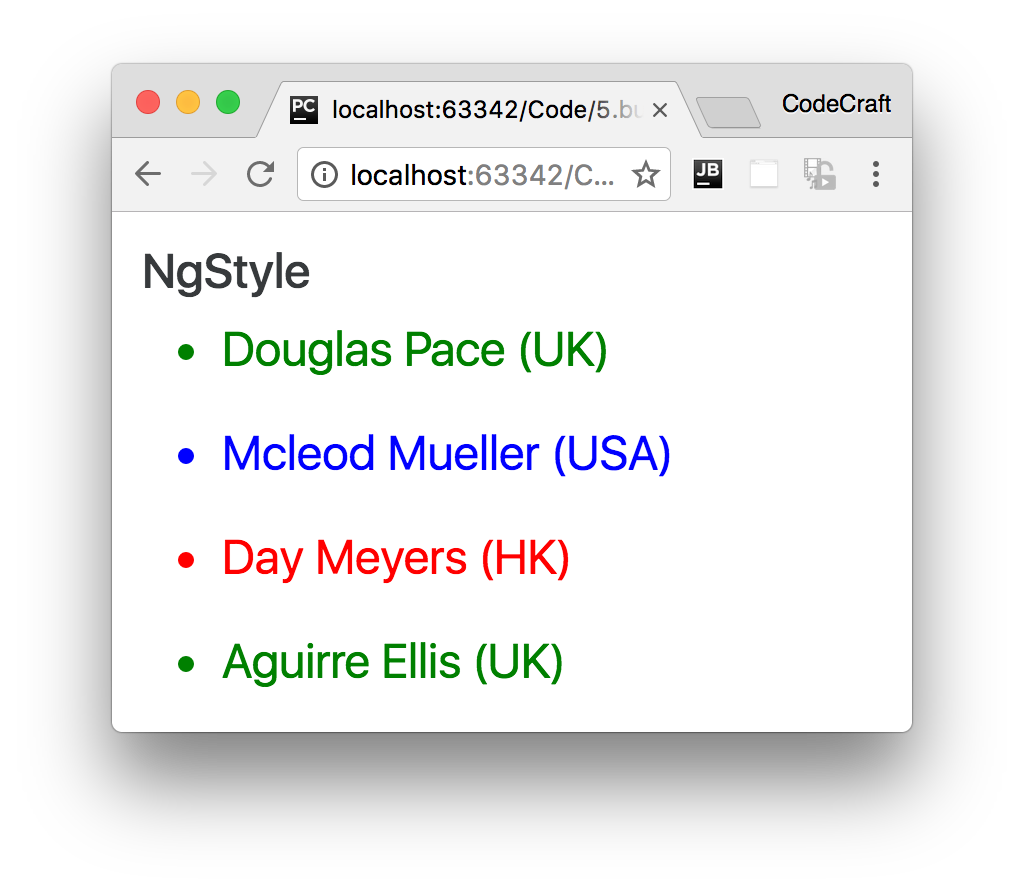 PC localhost:63342/Code/5.bu CodeCraft
localhost:63342/C... JB
NgStyle
• Douglas Pace (UK)
• Mcleod Mueller (USA)
• Day Meyers (HK)
• Aguirre Ellis (UK)